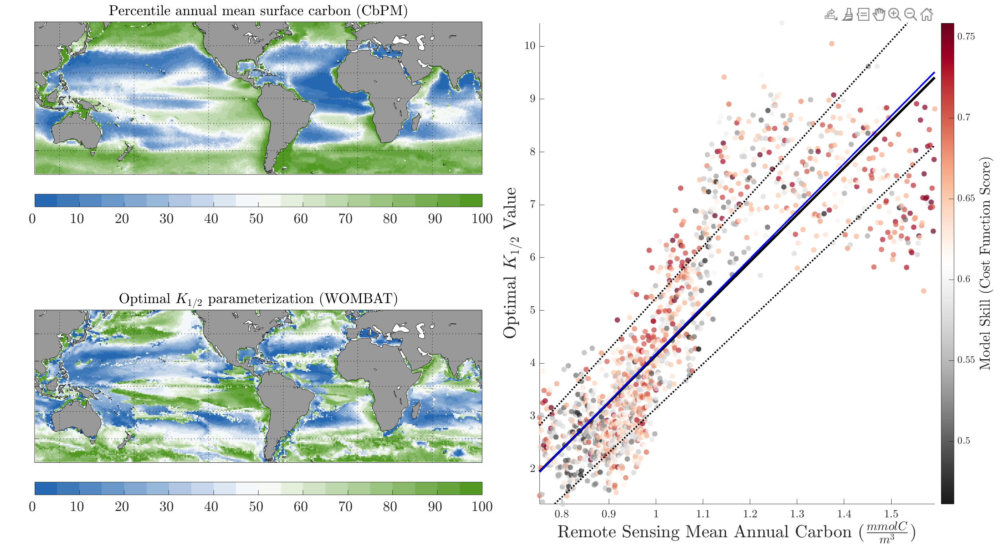 Percentile annual mean surface carbon (CbPM)
0 10 20 30 40 50 60 70 80 90 100
Optimal K1/2 parameterization (WOMBAT)
0 10 20 30 40 50 60 70 80 90 100
Optimal K1/2 Value
10
9
8
7
6
5
4
3
2
0.8 0.9 1 1.1 1.2 1.3 1.4 1.5
Remote Sensing Mean Annual Carbon (mmolC/m3)
0.75
0.7
0.65
0.6
0.55
0.5
Model Skill (Cost Function Score)